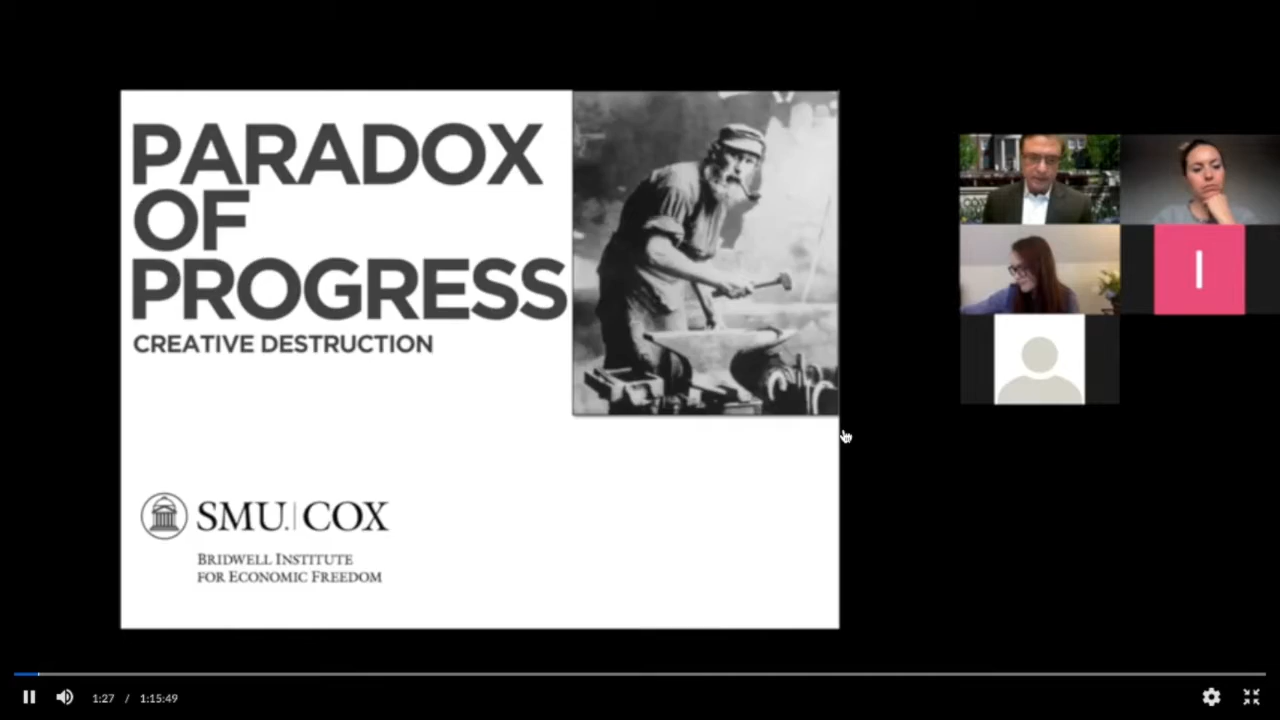 PARADOX
OF
PROGRESS
CREATIVE DESTRUCTION
SMU. | COX
BRIDWELL INSTITUTE
FOR ECONOMIC FREEDOM
I
1:27 / 1:15:49